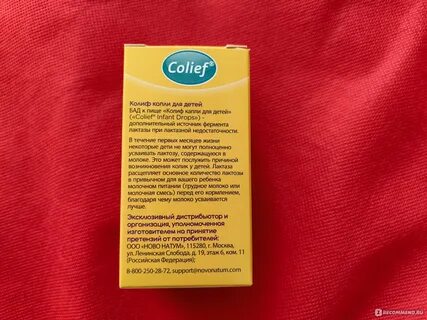 Colief®
Колиф капли для детей
БАД к пище «Колиф капли для детей»
(«Colief® Infant Drops») -
дополнительный источник фермента
лактазы при лактазной недостаточности.
В течение первых месяцев жизни
некоторые дети не могут полноценно
усваивать лактозу, содержащуюся в
молоке. Это может послужить причиной
возникновения колик у детей. Лактаза
расщепляет основное количество лактозы
в привычном для вашего ребенка
молочном питании (грудное молоко или
молочная смесь) перед его кормлением,
благодаря чему молоко усваивается
лучше.
Эксклюзивный дистрибьютор и
организация, уполномоченная
изготовителем на принятие
претензий от потребителей:
ООО «НОВО НАТУМ», 115280, г. Москва,
ул. Ленинская Слобода, д. 19, этаж 6, ком. 11
(Российская Федерация);
8-800-250-28-72, support@novonatum.com
RECOMMEND.RU